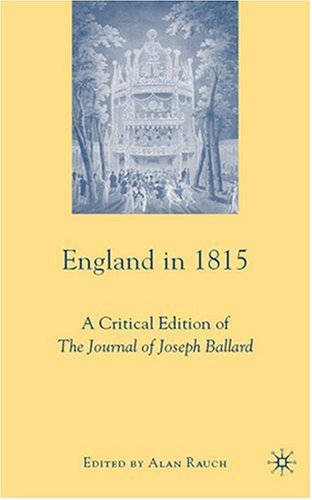 England in 1815
A Critical Edition of
The Journal of Joseph Ballard
Edited by Alan Rauch